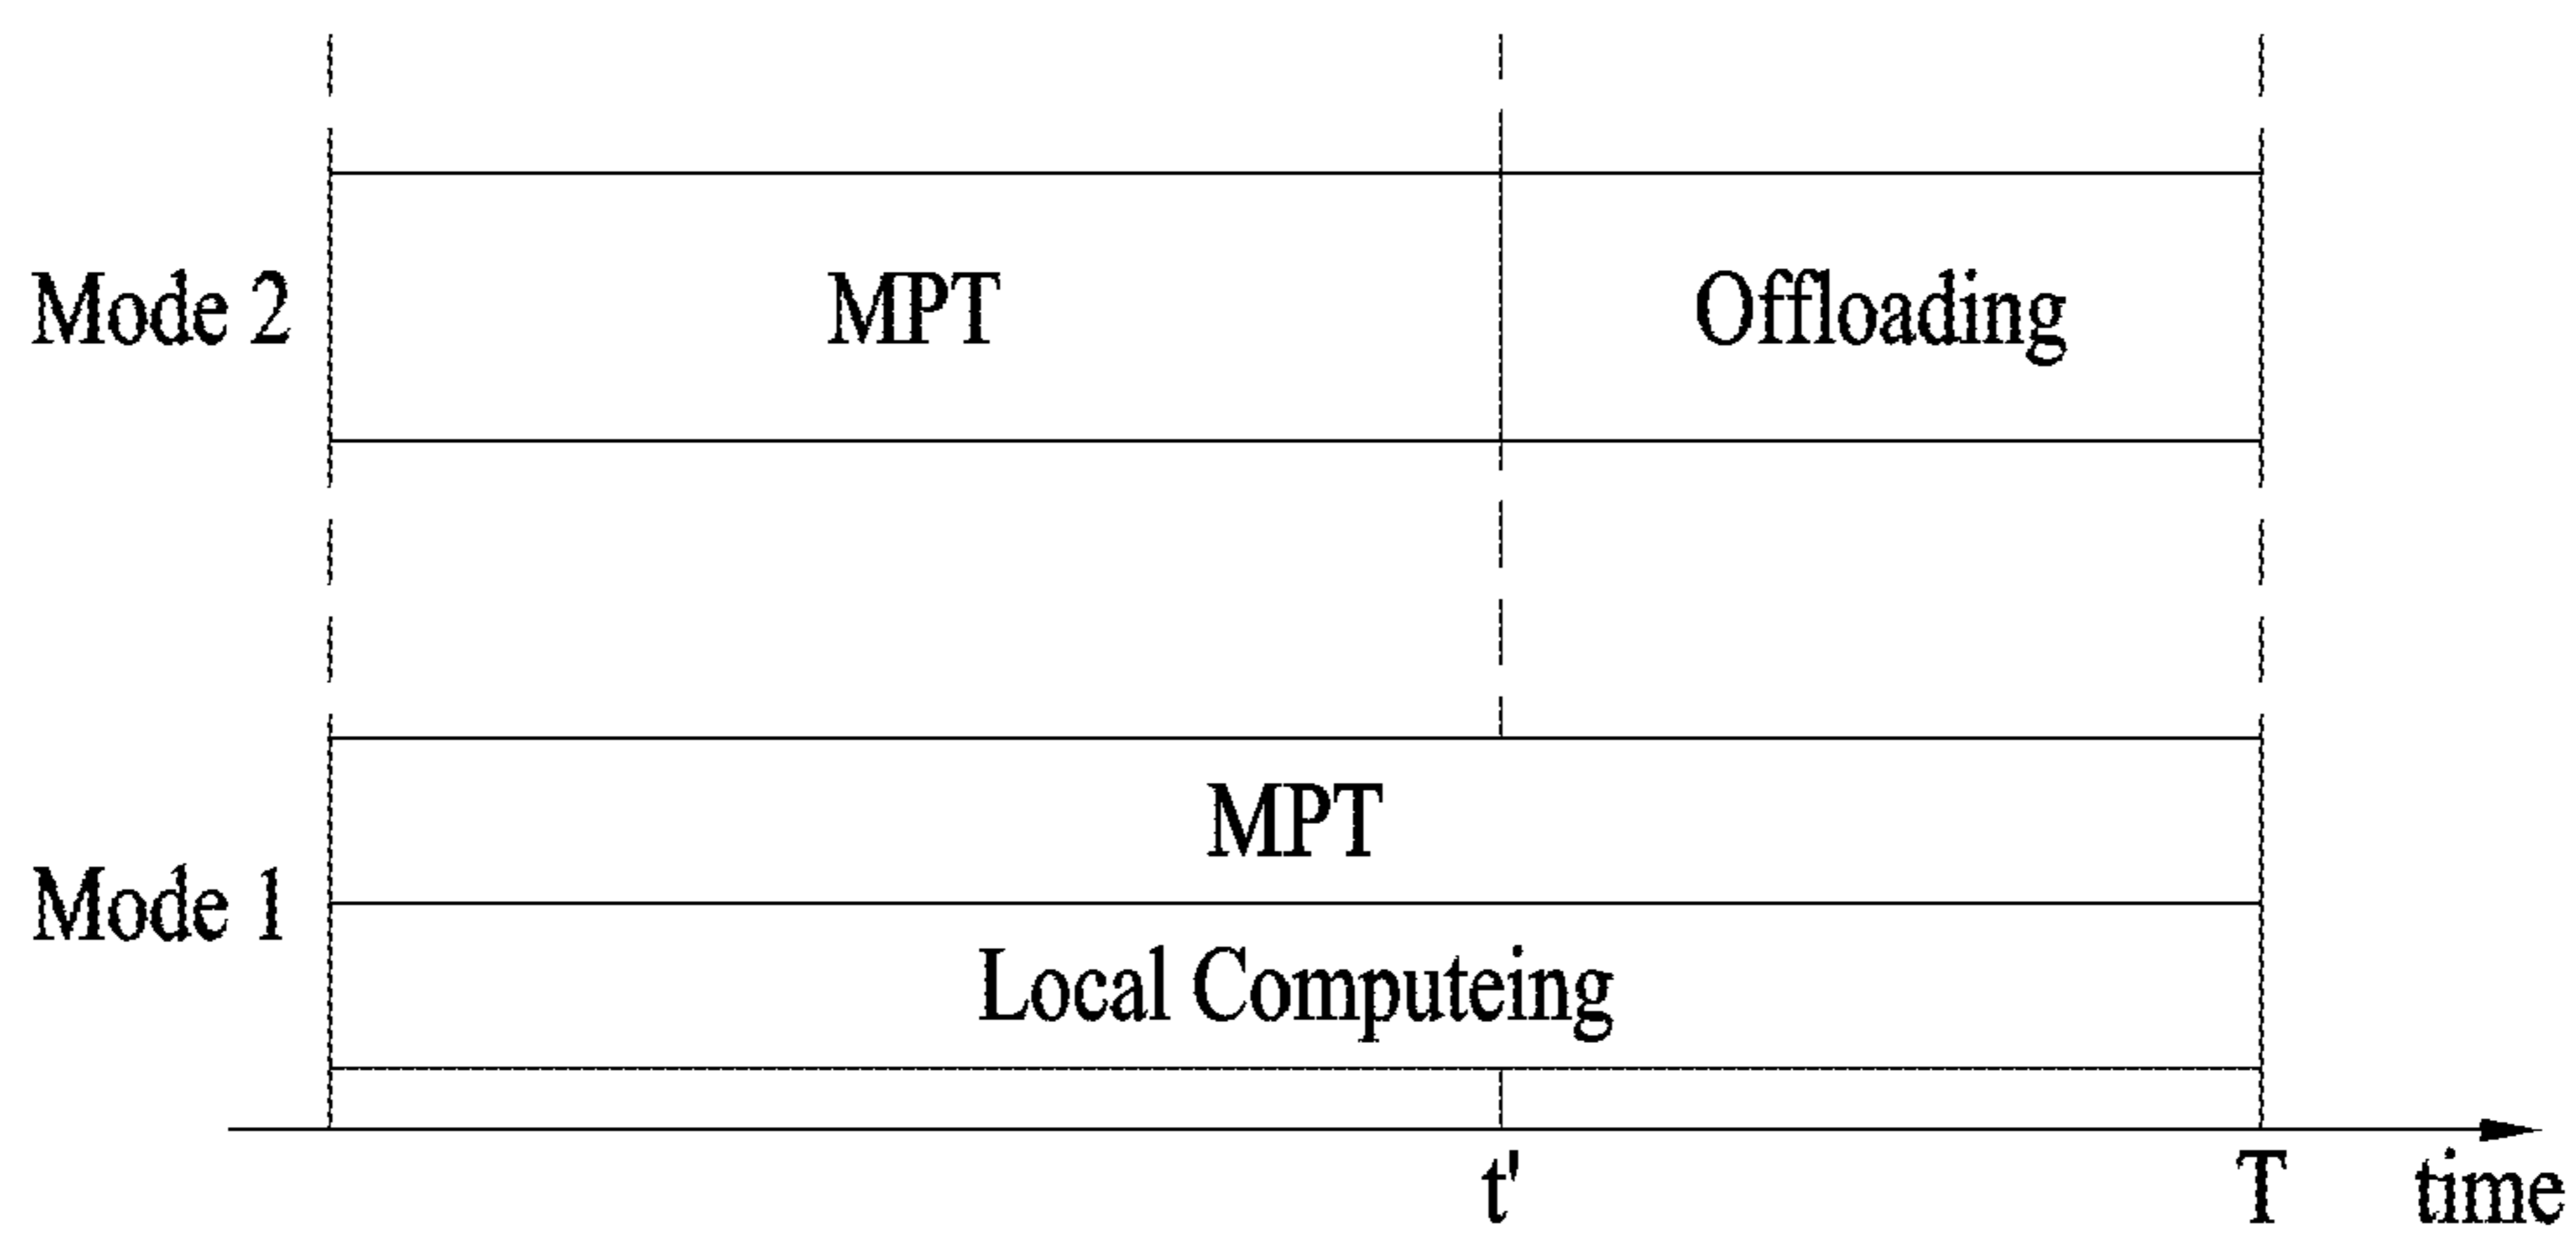 Mode 2
MPT
Offloading
Mode 1
MPT
Local Computeing
t'
T
time